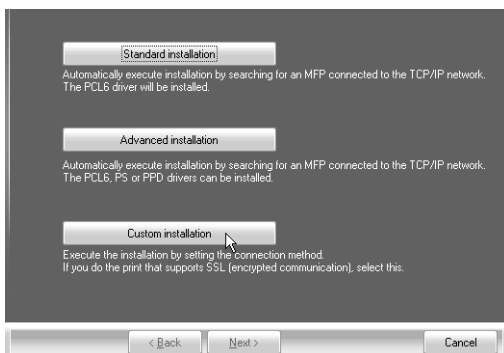 Standard installation
Automatically execute installation by searching for an MFP connected to the TCP/IP network.
The PCL6 driver will be installed.
Advanced installation
Automatically execute installation by searching for an MFP connected to the TCP/IP network.
The PCL6, PS or PPD drivers can be installed.
Custom installation
Execute the installation by setting the connection method.
If you do the print that supports SSL (encrypted communication), select this.
< Back Next > Cancel